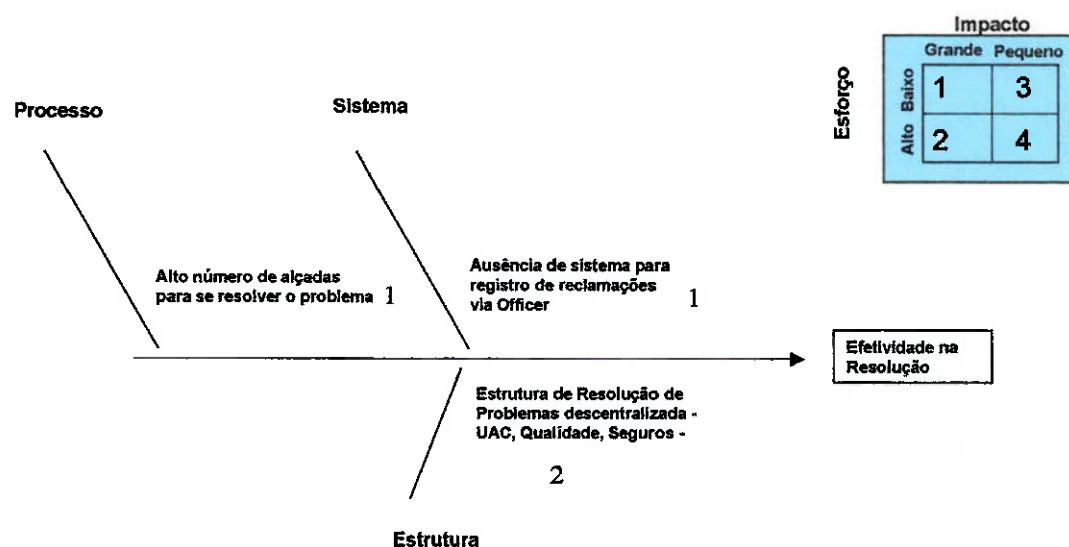 Impacto
Grande Pequeno
Esforço
Baixo
1 3
Alto
2 4
Processo
Sistema
Alto número de alçadas
para se resolver o problema 1
Ausência de sistema para
registro de reclamações
via Officer 1
Efetividade na
Resolução
Estrutura de Resolução de
Problemas descentralizada -
UAC, Qualidade, Seguros -
2
Estrutura